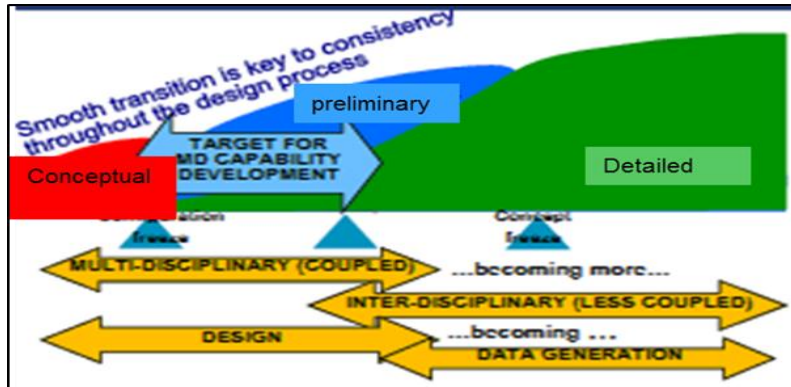 Smooth transition is key to consistency
throughout the design process
preliminary
TARGET FOR
MD CAPABILITY
DEVELOPMENT
Conceptual
Detailed
freeze
Concept
freeze
MULTI-DISCIPLINARY (COUPLED)
...becoming more...
INTER-DISCIPLINARY (LESS COUPLED)
DESIGN
...becoming ...
DATA GENERATION